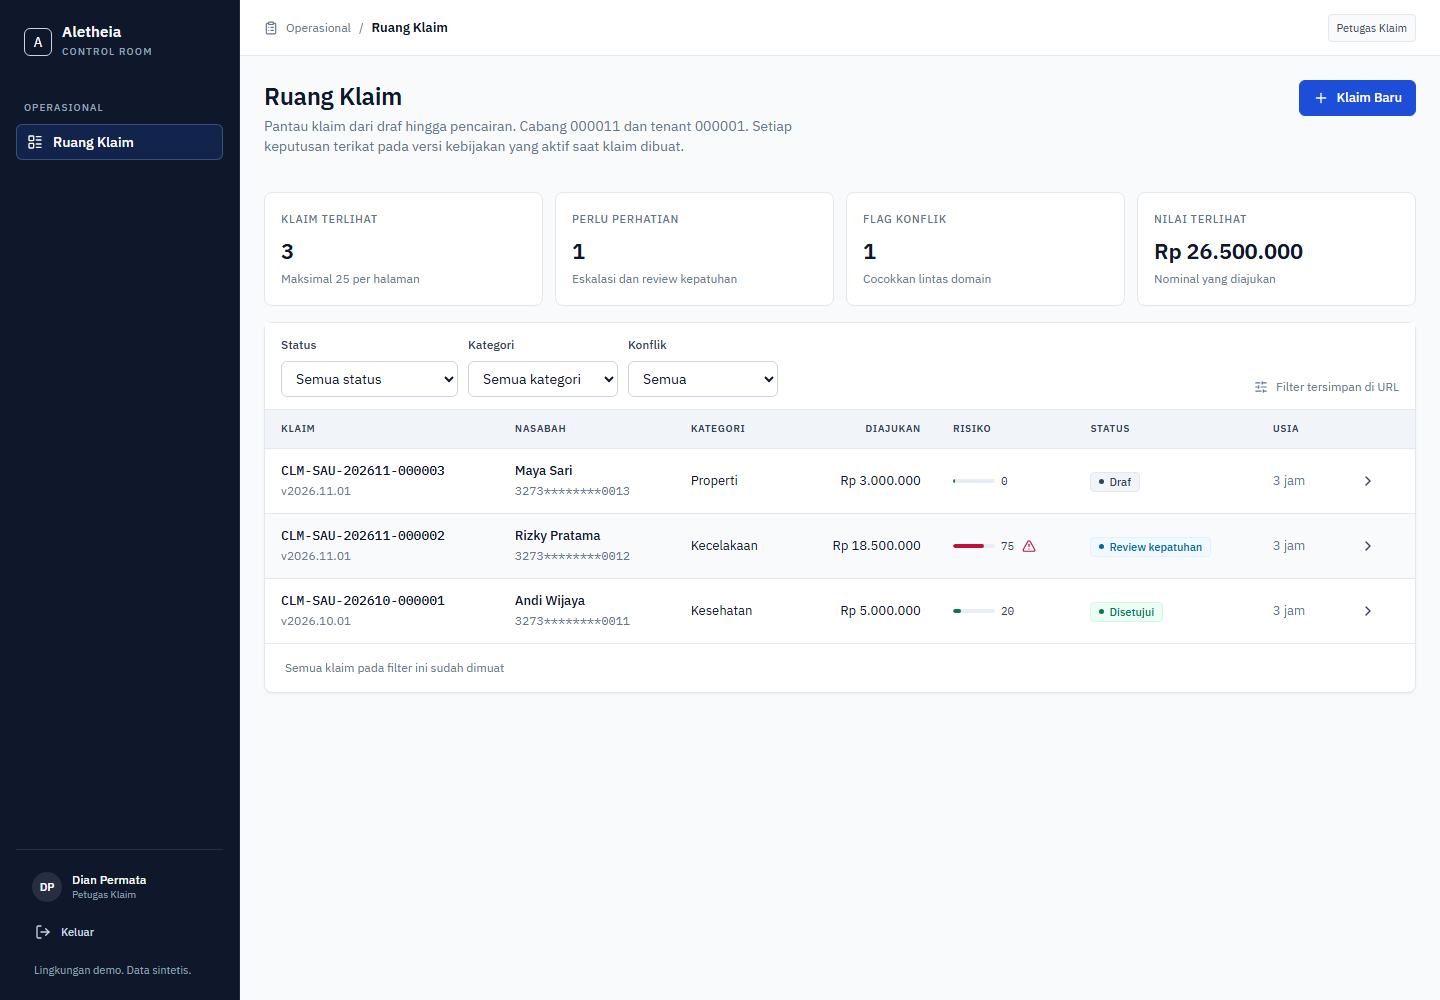 A
Aletheia
CONTROL ROOM
OPERASIONAL
Ruang Klaim
DP
Dian Permata
Petugas Klaim
Keluar
Lingkungan demo. Data sintetis.
Operasional / Ruang Klaim
Petugas Klaim
Ruang Klaim
Pantau klaim dari draf hingga pencairan. Cabang 000011 dan tenant 000001. Setiap
keputusan terikat pada versi kebijakan yang aktif saat klaim dibuat.
Klaim Baru
KLAIM TERLIHAT
3
Maksimal 25 per halaman
PERLU PERHATIAN
1
Eskalasi dan review kepatuhan
FLAG KONFLIK
1
Cocokkan lintas domain
NILAI TERLIHAT
Rp 26.500.000
Nominal yang diajukan
Status
Semua status
Kategori
Semua kategori
Konflik
Semua
Filter tersimpan di URL
KLAIM NASABAH KATEGORI DIAJUKAN RISIKO STATUS USIA
CLM-SAU-202611-000003
v2026.11.01
Maya Sari
3273********0013
Properti
Rp 3.000.000
0
Draf
3 jam
CLM-SAU-202611-000002
v2026.11.01
Rizky Pratama
3273********0012
Kecelakaan
Rp 18.500.000
75
Review kepatuhan
3 jam
CLM-SAU-202610-000001
v2026.10.01
Andi Wijaya
3273********0011
Kesehatan
Rp 5.000.000
20
Disetujui
3 jam
Semua klaim pada filter ini sudah dimuat